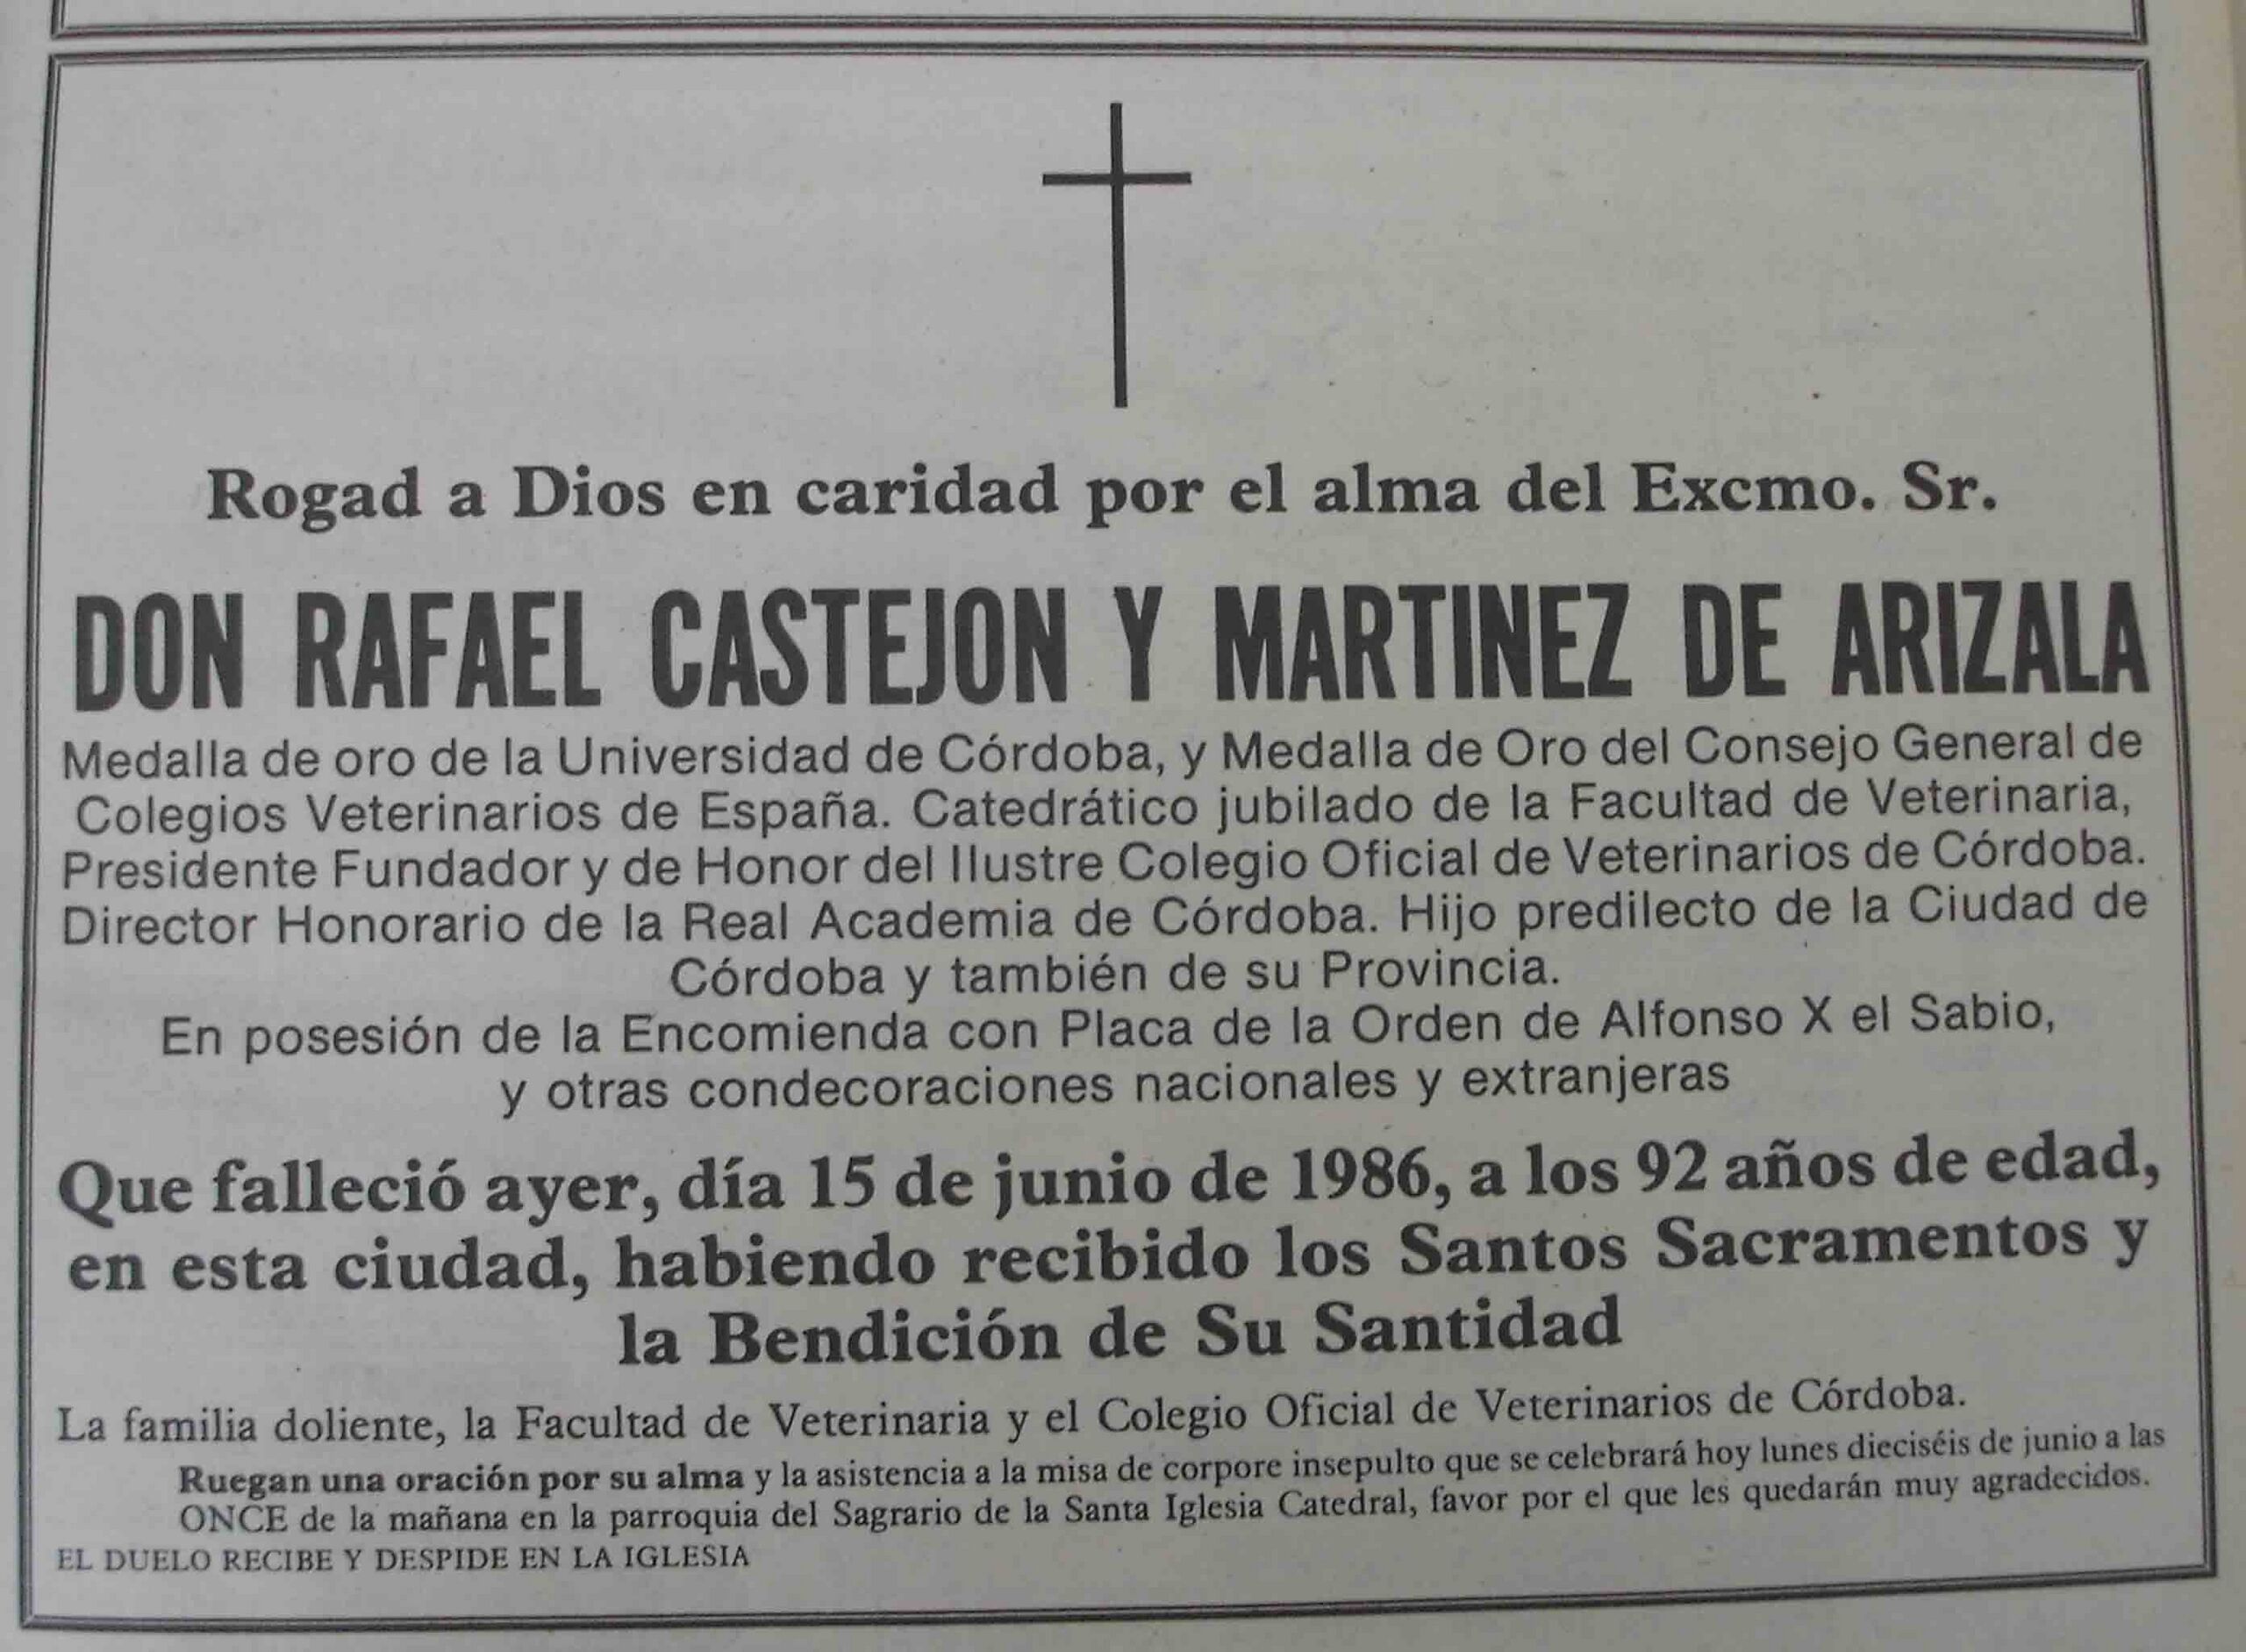 Rogad a Dios en caridad por el alma del Excmo. Sr.
DON RAFAEL CASTEJON Y MARTINEZ DE ARIZALA
Medalla de oro de la Universidad de Córdoba, y Medalla de Oro del Consejo General de
Colegios Veterinarios de España. Catedrático jubilado de la Facultad de Veterinaria,
Presidente Fundador y de Honor del Ilustre Colegio Oficial de Veterinarios de Córdoba.
Director Honorario de la Real Academia de Córdoba. Hijo predilecto de la Ciudad de
Córdoba y también de su Provincia.
En posesión de la Encomienda con Placa de la Orden de Alfonso X el Sabio,
y otras condecoraciones nacionales y extranjeras
Que falleció ayer, día 15 de junio de 1986, a los 92 años de edad,
en esta ciudad, habiendo recibido los Santos Sacramentos y
la Bendición de Su Santidad
La familia doliente, la Facultad de Veterinaria y el Colegio Oficial de Veterinarios de Córdoba.
Ruegan una oración por su alma y la asistencia a la misa de corpore insepulto que se celebrará hoy lunes dieciséis de junio a las
ONCE de la mañana en la parroquia del Sagrario de la Santa Iglesia Catedral, favor por el que les quedarán muy agradecidos.
EL DUELO RECIBE Y DESPIDE EN LA IGLESIA